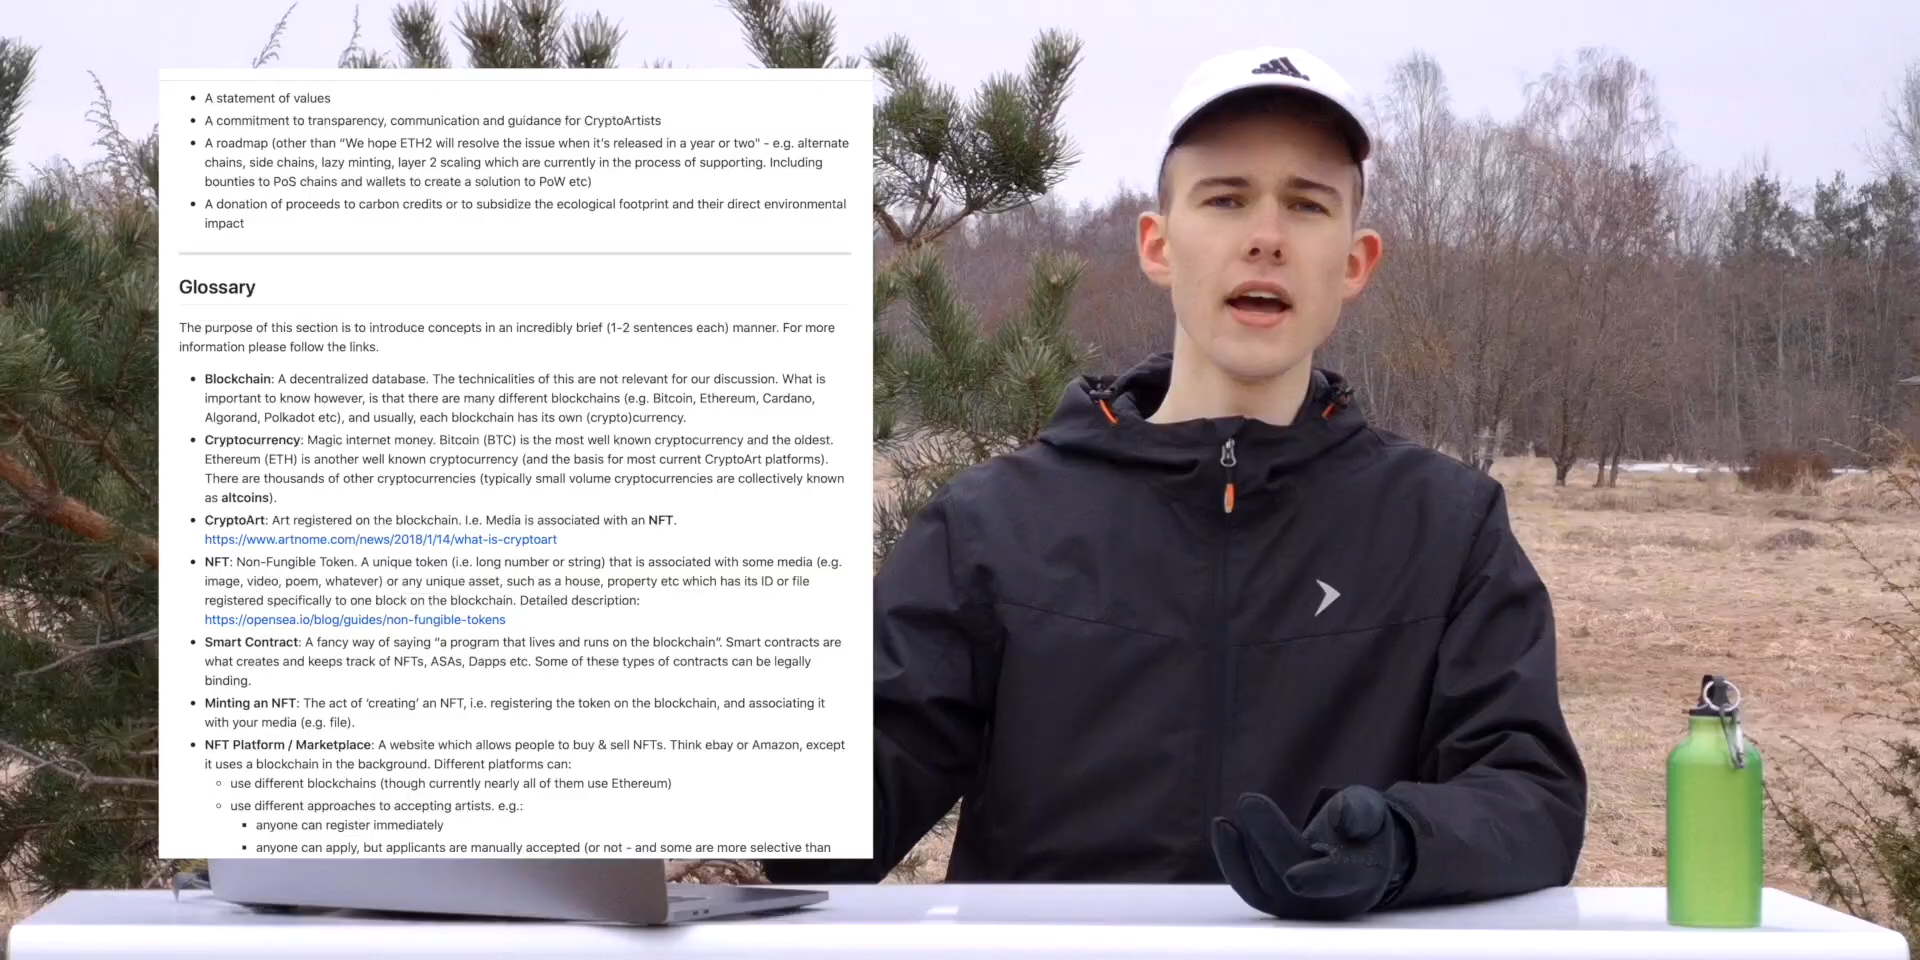 A statement of values
A commitment to transparency, communication and guidance for CryptoArtists
A roadmap (other than “We hope ETH2 will resolve the issue when it’s released in a year or two" - e.g. alternate
chains, side chains, lazy minting, layer 2 scaling which are currently in the process of supporting. Including
bounties to PoS chains and wallets to create a solution to PoW etc)
A donation of proceeds to carbon credits or to subsidize the ecological footprint and their direct environmental
impact
Glossary
The purpose of this section is to introduce concepts in an incredibly brief (1-2 sentences each) manner. For more
information please follow the links.
Blockchain: A decentralized database. The technicalities of this are not relevant for our discussion. What is
important to know however, is that there are many different blockchains (e.g. Bitcoin, Ethereum, Cardano,
Algorand, Polkadot etc), and usually, each blockchain has its own (crypto)currency.
Cryptocurrency: Magic internet money. Bitcoin (BTC) is the most well known cryptocurrency and the oldest.
Ethereum (ETH) is another well known cryptocurrency (and the basis for most current CryptoArt platforms).
There are thousands of other cryptocurrencies (typically small volume cryptocurrencies are collectively known
as altcoins).
CryptoArt: Art registered on the blockchain. I.e. Media is associated with an NFT.
https://www.artnome.com/news/2018/1/14/what-is-cryptoart
NFT: Non-Fungible Token. A unique token (i.e. long number or string) that is associated with some media (e.g.
image, video, poem, whatever) or any unique asset, such as a house, property etc which has its ID or file
registered specifically to one block on the blockchain. Detailed description:
https://opensea.io/blog/guides/non-fungible-tokens
Smart Contract: A fancy way of saying “a program that lives and runs on the blockchain”. Smart contracts are
what creates and keeps track of NFTs, ASAs, Dapps etc. Some of these types of contracts can be legally
binding.
Minting an NFT: The act of ‘creating’ an NFT, i.e. registering the token on the blockchain, and associating it
with your media (e.g. file).
NFT Platform / Marketplace: A website which allows people to buy & sell NFTs. Think ebay or Amazon, except
it uses a blockchain in the background. Different platforms can:
use different blockchains (though currently nearly all of them use Ethereum)
use different approaches to accepting artists. e.g.:
anyone can register immediately
anyone can apply, but applicants are manually accepted (or not - and some are more selective than